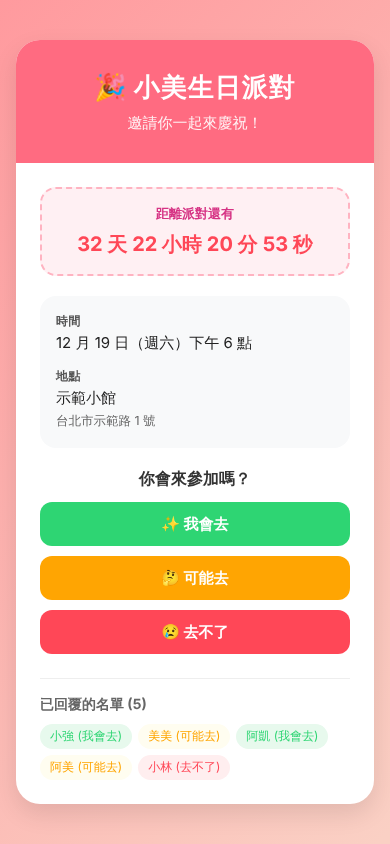 🎉 小美生日派對
邀請你一起來慶祝！
距離派對還有
32 天 22 小時 20 分 53 秒
時間
12 月 19 日（週六）下午 6 點
地點
示範小館
台北市示範路 1 號
你會來參加嗎？
✨ 我會去
🤔 可能去
😢 去不了
已回覆的名單 (5)
小強 (我會去) 美美 (可能去) 阿凱 (我會去)
阿美 (可能去) 小林 (去不了)